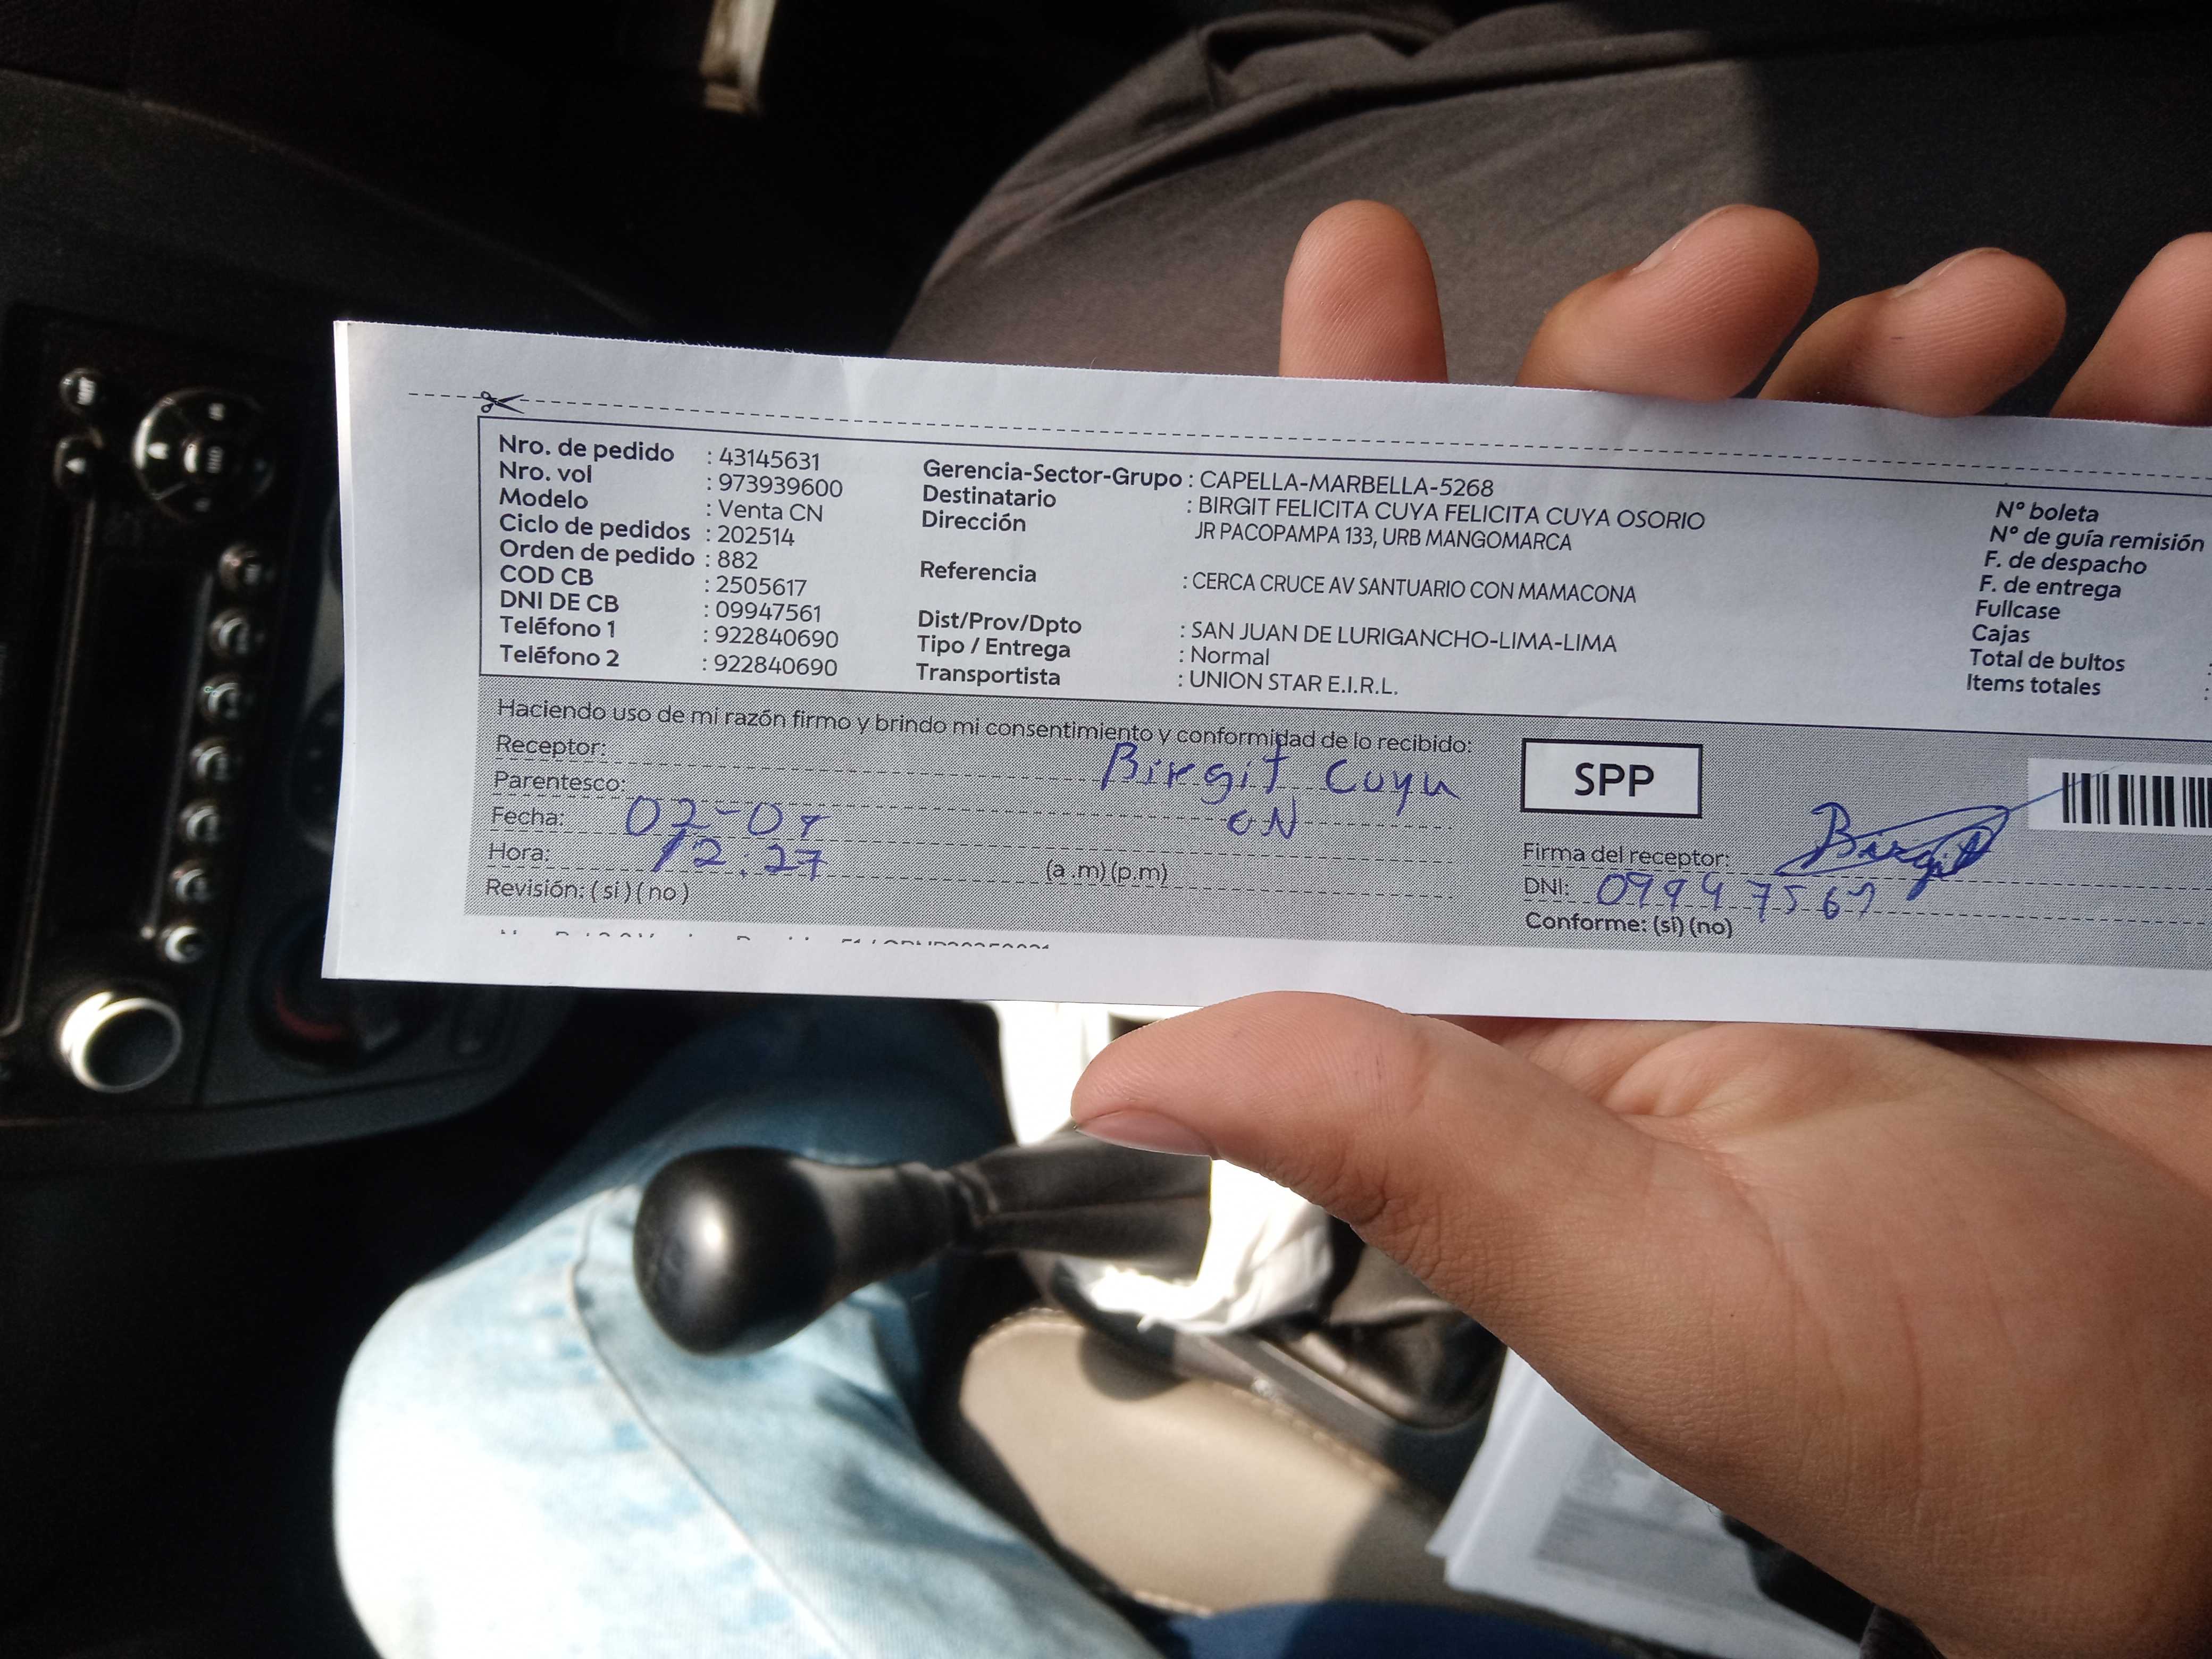 Nro. de pedido : 43145631
Nro. vol : 973939600
Modelo : Venta CN
Ciclo de pedidos : 202514
Orden de pedido : 882
COD CB : 2505617
DNI DE CB : 09947561
Teléfono 1 : 922840690
Teléfono 2 : 922840690
Gerencia-Sector-Grupo : CAPELLA-MARBELLA-5268
Destinatario : BIRGIT FELICITA CUYA FELICITA CUYA OSORIO
Dirección JR PACOPAMPA 133, URB MANGOMARCA
Referencia : CERCA CRUCE AV SANTUARIO CON MAMACONA
Dist/Prov/Dpto : SAN JUAN DE LURIGANCHO-LIMA-LIMA
Tipo / Entrega : Normal
Transportista : UNION STAR E.I.R.L.
Nº boleta
Nº de guía remisión
F. de despacho
F. de entrega
Fullcase
Cajas
Total de bultos :
Items totales :
Haciendo uso de mi razón firmo y brindo mi consentimiento y conformidad de lo recibido:
Receptor: Birgit Cuya
Parentesco: CN
Fecha: 02-09
Hora: 12:27 (a .m) (p.m)
Revisión: ( si ) ( no )
SPP
Firma del receptor: Birgit
DNI:
Conforme: (si) (no)